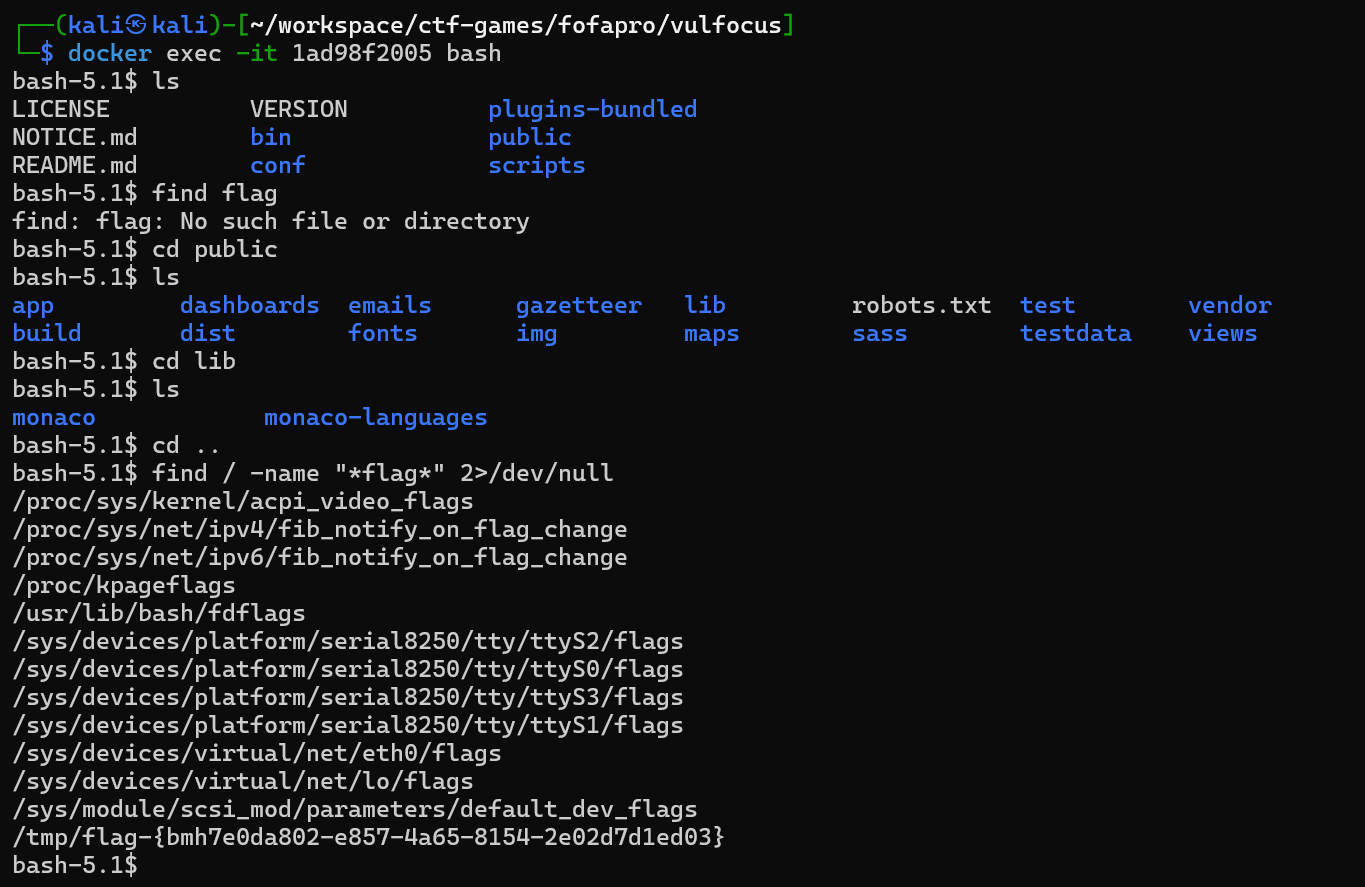 ┌──(kali㉿kali)-[~/workspace/ctf-games/fofapro/vulfocus]
└─$ docker exec -it 1ad98f2005 bash
bash-5.1$ ls
LICENSE          VERSION          plugins-bundled
NOTICE.md        bin              public
README.md        conf             scripts
bash-5.1$ find flag
find: flag: No such file or directory
bash-5.1$ cd public
bash-5.1$ ls
app         dashboards  emails      gazetteer   lib         robots.txt  test        vendor
build       dist        fonts       img         maps        sass        testdata    views
bash-5.1$ cd lib
bash-5.1$ ls
monaco            monaco-languages
bash-5.1$ cd ..
bash-5.1$ find / -name "*flag*" 2>/dev/null
/proc/sys/kernel/acpi_video_flags
/proc/sys/net/ipv4/fib_notify_on_flag_change
/proc/sys/net/ipv6/fib_notify_on_flag_change
/proc/kpageflags
/usr/lib/bash/fdflags
/sys/devices/platform/serial8250/tty/ttyS2/flags
/sys/devices/platform/serial8250/tty/ttyS0/flags
/sys/devices/platform/serial8250/tty/ttyS3/flags
/sys/devices/platform/serial8250/tty/ttyS1/flags
/sys/devices/virtual/net/eth0/flags
/sys/devices/virtual/net/lo/flags
/sys/module/scsi_mod/parameters/default_dev_flags
/tmp/flag-{bmh7e0da802-e857-4a65-8154-2e02d7d1ed03}
bash-5.1$